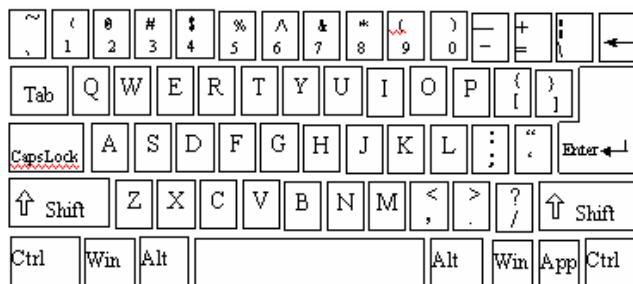 ~ ( @ # $ % ^ & * ( ) — + ¦
` 1 2 3 4 5 6 7 8 9 0 - = \ ←
Tab Q W E R T Y U I O P { [ } ]
CapsLock A S D F G H J K L : ; “ ‘ Enter
⇧ Shift Z X C V B N M < , > . ? / ⇧ Shift
Ctrl Win Alt Alt Win App Ctrl